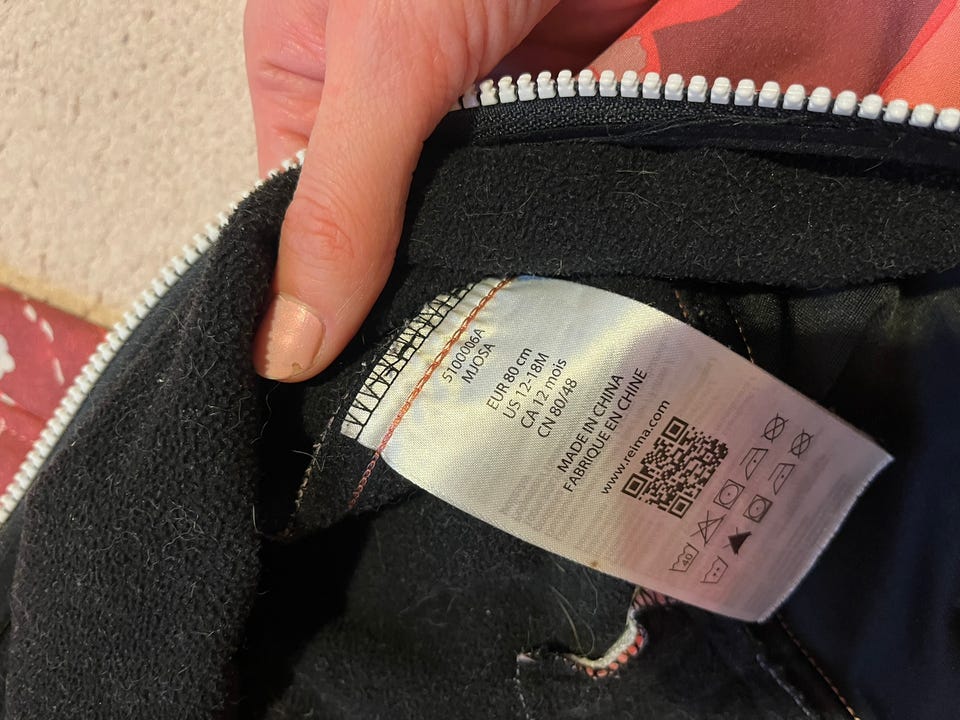 5100006A
MJOSA
EUR 80 cm
US 12-18M
CA 12 mois
CN 80/48
MADE IN CHINA
FABRIQUE EN CHINE
www.reima.com
40